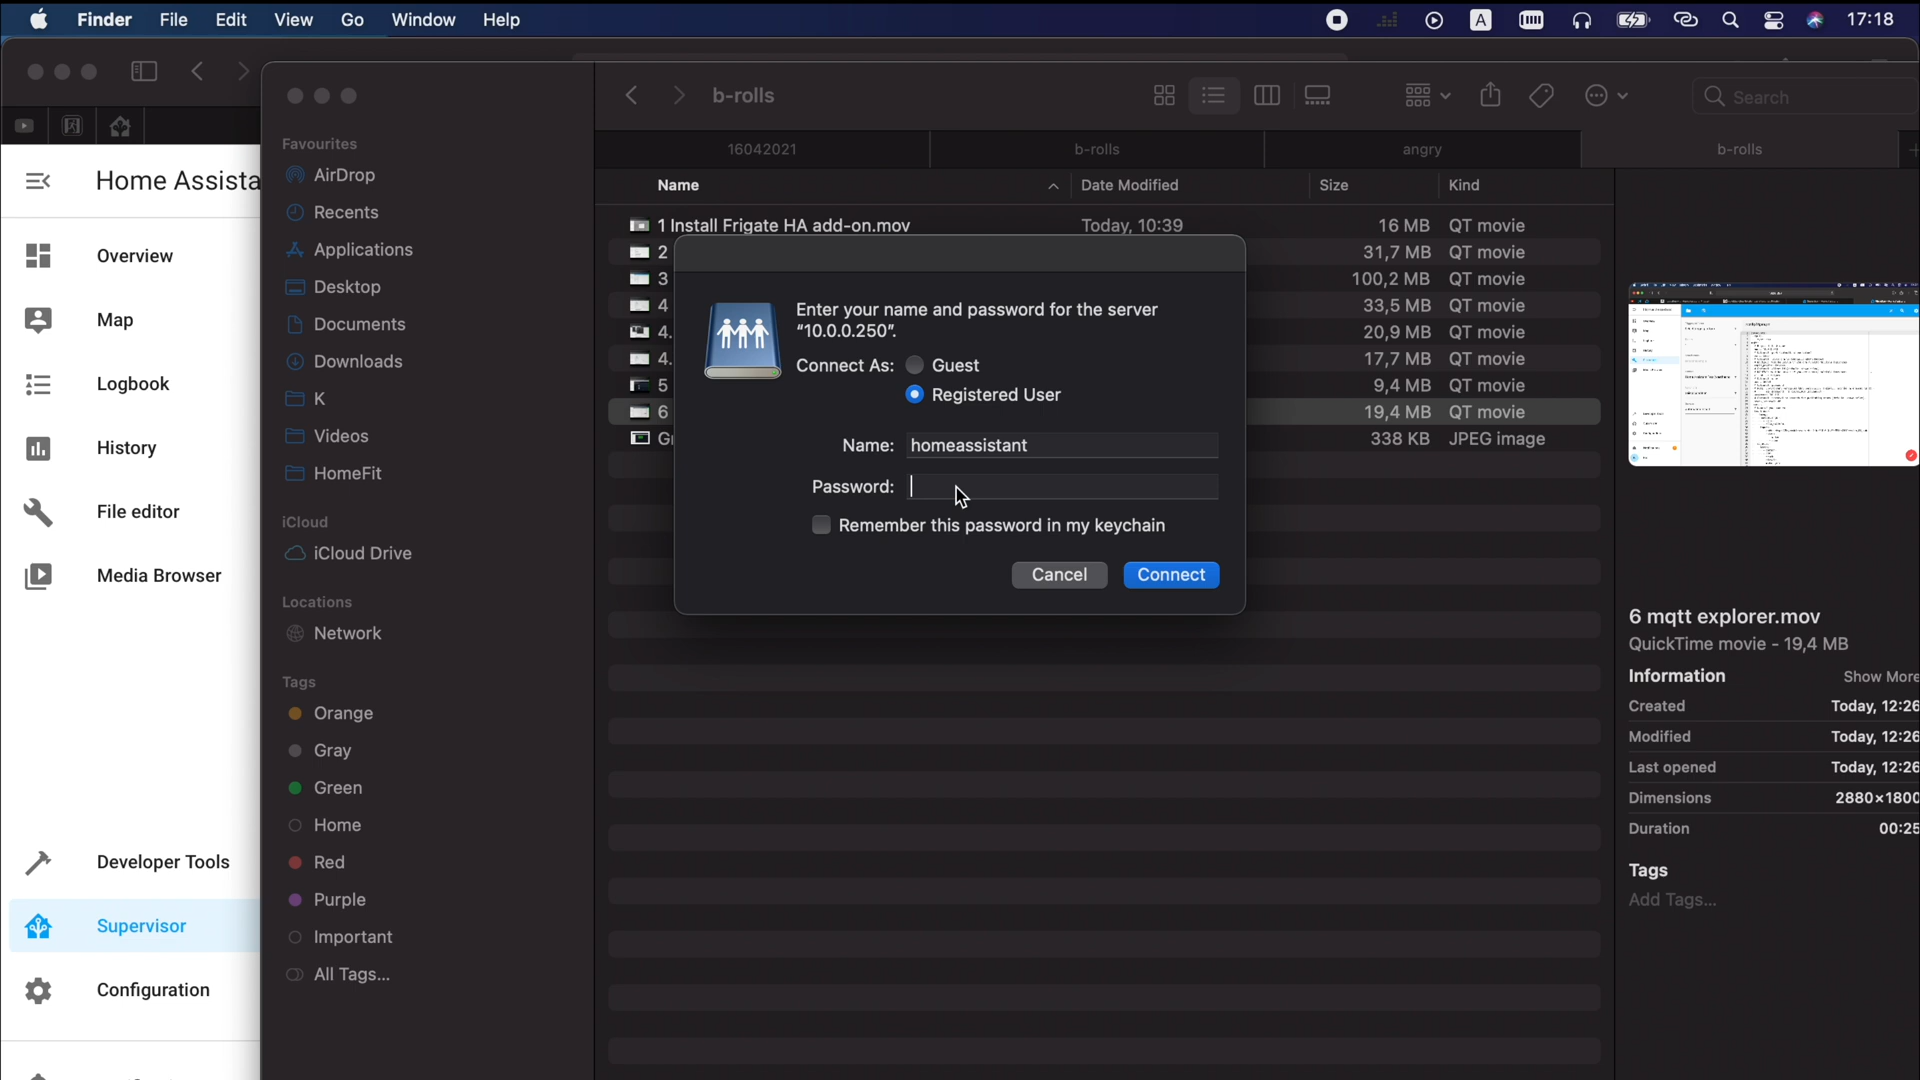 Finder File Edit View Go Window Help
A
17:18
b-rolls
Search
16042021
b-rolls
angry
b-rolls
Home Assista
Overview
Map
Logbook
History
File editor
Media Browser
Developer Tools
Supervisor
Configuration
Favourites
AirDrop
Recents
Applications
Desktop
Documents
Downloads
K
Videos
HomeFit
iCloud
iCloud Drive
Locations
Network
Tags
Orange
Gray
Green
Home
Red
Purple
Important
All Tags...
Name Date Modified Size Kind
1 Install Frigate HA add-on.mov Today, 10:39 16 MB QT movie
2 31,7 MB QT movie
3 100,2 MB QT movie
4 33,5 MB QT movie
4. 20,9 MB QT movie
4. 17,7 MB QT movie
5 9,4 MB QT movie
6 19,4 MB QT movie
338 KB JPEG image
Enter your name and password for the server
“10.0.0.250”.
Connect As: Guest
Registered User
Name: homeassistant
Password:
Remember this password in my keychain
Cancel Connect
6 mqtt explorer.mov
QuickTime movie - 19,4 MB
Information Show More
Created Today, 12:26
Modified Today, 12:26
Last opened Today, 12:26
Dimensions 2880×1800
Duration 00:25
Tags
Add Tags...